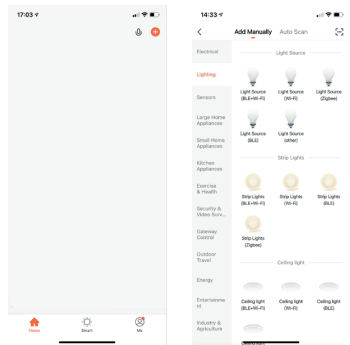 17:03
Home
Smart
Me
14:33
Add Manually
Auto Scan
Electrical
Lighting
Sensors
Large Home
Appliances
Small Home
Appliances
Kitchen
Appliances
Exercise
& Health
Security &
Video Surv...
Gateway
Control
Outdoor
Travel
Energy
Entertainme
nt
Industry &
Agriculture
Light Source
Light Source
(BLE+Wi-Fi)
Light Source
(Wi-Fi)
Light Source
(Zigbee)
Light Source
(BLE)
Light Source
(other)
Strip Lights
Strip Lights
(BLE+Wi-Fi)
Strip Lights
(Wi-Fi)
Strip Lights
(BLE)
Strip Lights
(Zigbee)
Ceiling light
Ceiling light
(BLE+Wi-Fi)
Ceiling light
(Wi-Fi)
Ceiling light
(BLE)
Ceiling light